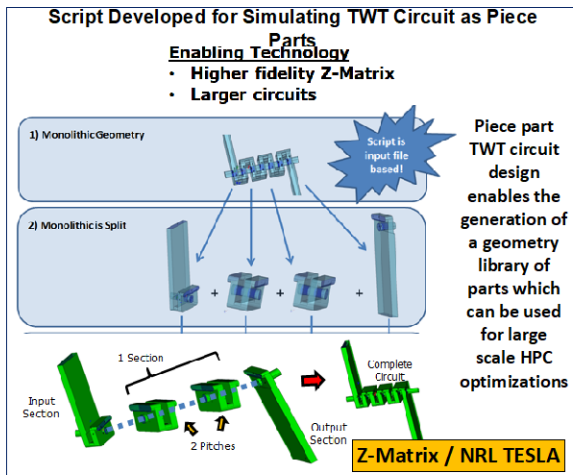 Script Developed for Simulating TWT Circuit as Piece
Parts
Enabling Technology
• Higher fidelity Z-Matrix
• Larger circuits
1) Monolithic Geometry
Script is
input file
based!
2) Monolithic is Split
+
+
+
Piece part
TWT circuit
design
enables the
generation of
a geometry
library of
parts which
can be used
for large
scale HPC
optimizations
1 Section
Input
Secton
2 Pitches
Output
Secton
Complete
Circuit
Z-Matrix / NRL TESLA